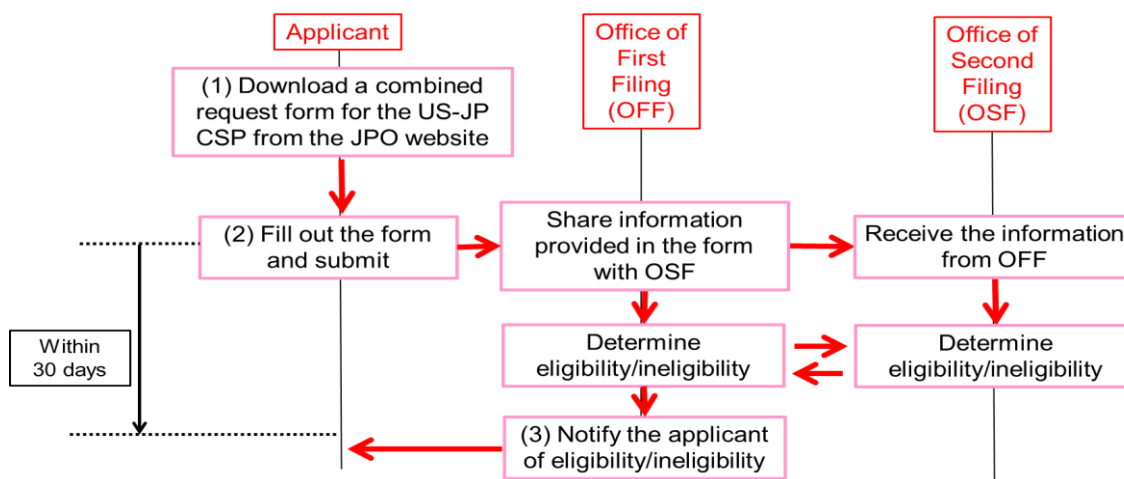 Applicant
Office of
First
Filing
(OFF)
Office of
Second
Filing
(OSF)
(1) Download a combined
request form for the US-JP
CSP from the JPO website
(2) Fill out the form
and submit
Share information
provided in the form
with OSF
Receive the information
from OFF
Within
30 days
Determine
eligibility/ineligibility
Determine
eligibility/ineligibility
(3) Notify the applicant
of eligibility/ineligibility